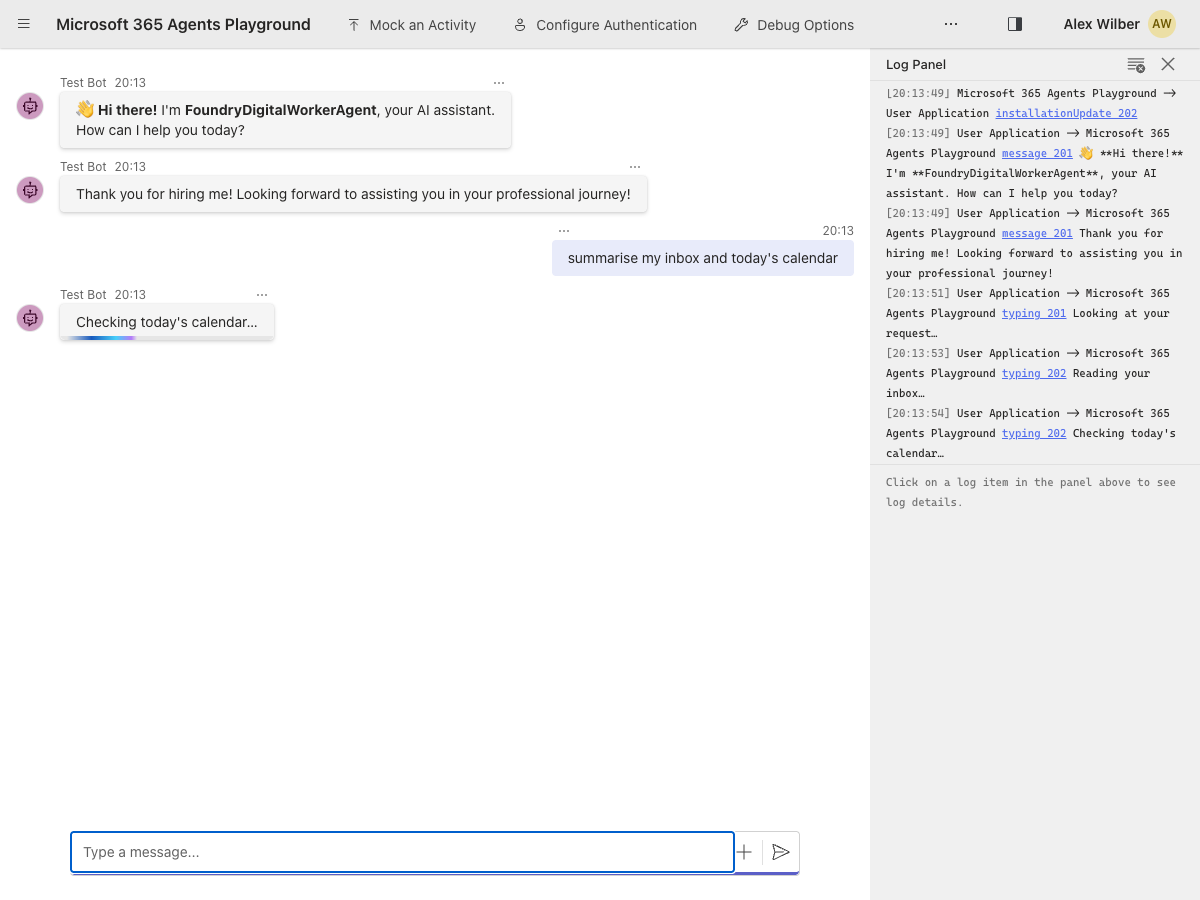 Microsoft 365 Agents Playground
Mock an Activity
Configure Authentication
Debug Options
Alex Wilber
AW
Test Bot 20:13
👋 Hi there! I'm FoundryDigitalWorkerAgent, your AI assistant.
How can I help you today?
Test Bot 20:13
Thank you for hiring me! Looking forward to assisting you in your professional journey!
20:13
summarise my inbox and today's calendar
Test Bot 20:13
Checking today's calendar…
Type a message...
Log Panel
[20:13:49] Microsoft 365 Agents Playground →
User Application installationUpdate 202
[20:13:49] User Application → Microsoft 365
Agents Playground message 201 👋 **Hi there!**
I'm **FoundryDigitalWorkerAgent**, your AI
assistant. How can I help you today?
[20:13:49] User Application → Microsoft 365
Agents Playground message 201 Thank you for
hiring me! Looking forward to assisting you in
your professional journey!
[20:13:51] User Application → Microsoft 365
Agents Playground typing 201 Looking at your
request…
[20:13:53] User Application → Microsoft 365
Agents Playground typing 202 Reading your
inbox…
[20:13:54] User Application → Microsoft 365
Agents Playground typing 202 Checking today's
calendar…
Click on a log item in the panel above to see
log details.